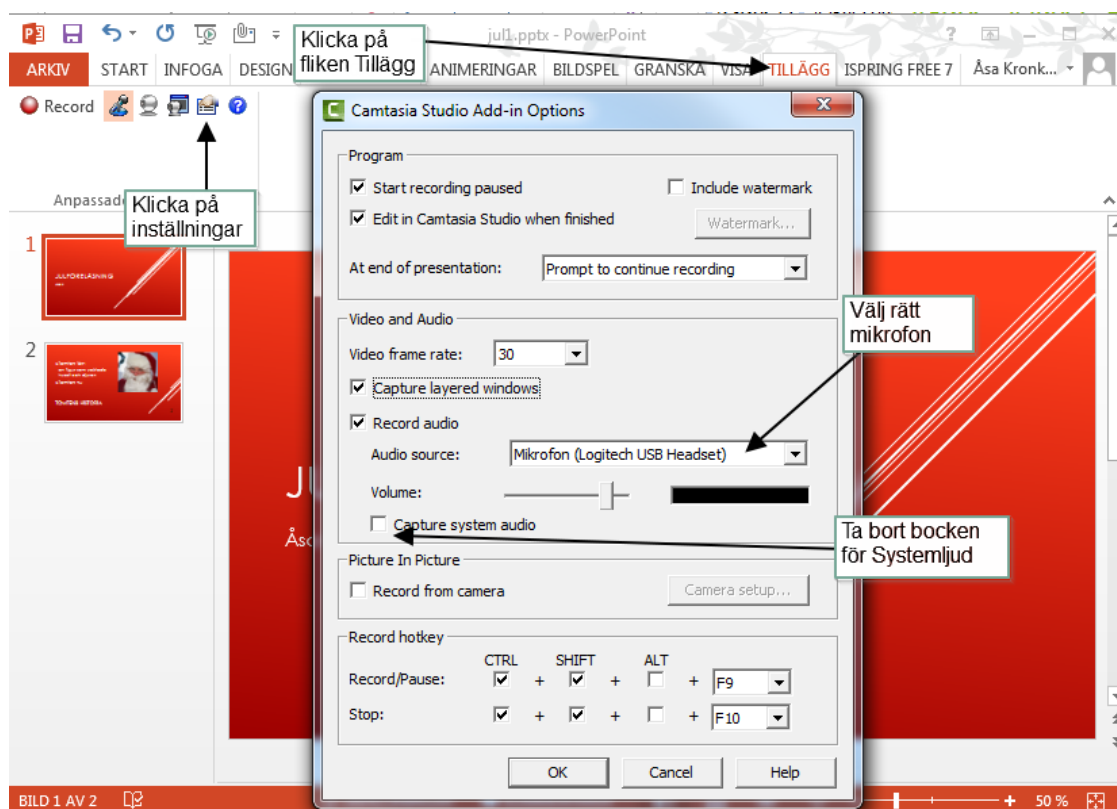 jul1.pptx - PowerPoint
?
Klicka på
fliken Tillägg
ARKIV START INFOGA DESIGN ANIMERINGAR BILDSPEL GRANSKA VISA TILLÄGG ISPRING FREE 7 Åsa Kronk...
Record
Klicka på
inställningar
Anpassade
Camtasia Studio Add-in Options
Program
Start recording paused
Include watermark
Edit in Camtasia Studio when finished
Watermark...
At end of presentation: Prompt to continue recording
Video and Audio
Video frame rate: 30
Capture layered windows
Record audio
Audio source: Mikrofon (Logitech USB Headset)
Volume:
Capture system audio
Välj rätt
mikrofon
Ta bort bocken
för Systemljud
Picture In Picture
Record from camera
Camera setup...
Record hotkey
CTRL SHIFT ALT
Record/Pause: + + + F9
Stop: + + + F10
OK Cancel Help
1
JULFÖRELÄSNING
2
TOMTENS HISTORIA
BILD 1 AV 2
50 %